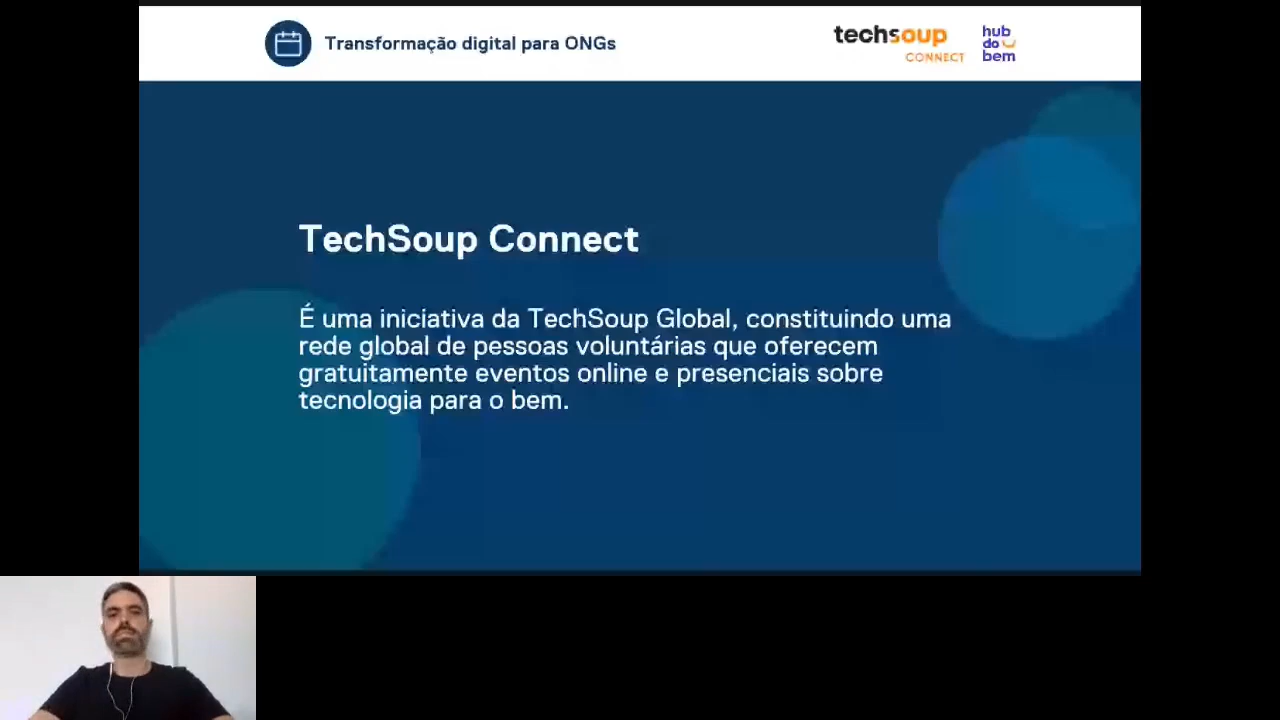 Transformação digital para ONGs
techsoup
CONNECT
hub
do
bem
TechSoup Connect
É uma iniciativa da TechSoup Global, constituindo uma
rede global de pessoas voluntárias que oferecem
gratuitamente eventos online e presenciais sobre
tecnologia para o bem.